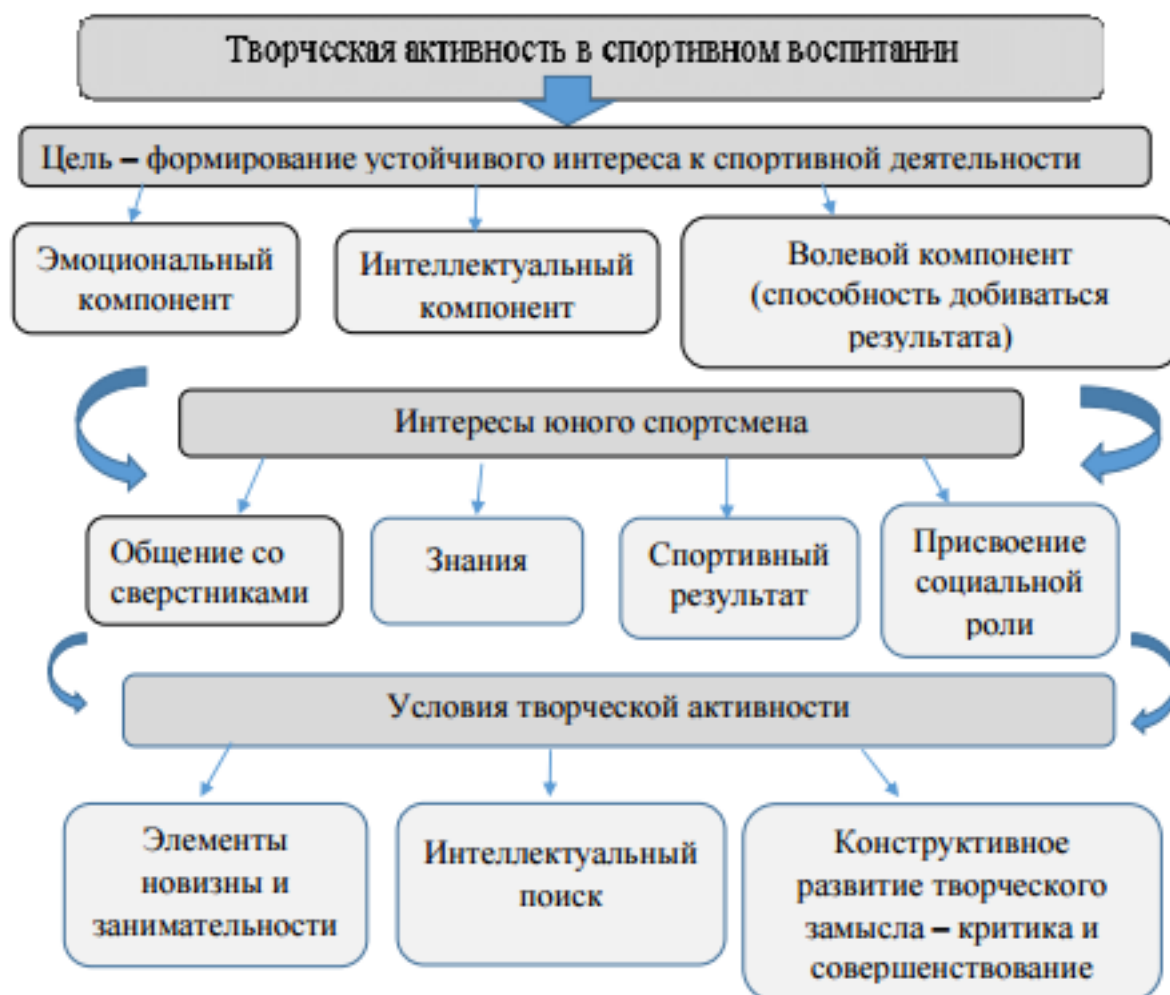 Творческая активность в спортивном воспитании
Цель – формирование устойчивого интереса к спортивной деятельности
Эмоциональный
компонент
Интеллектуальный
компонент
Волевой компонент
(способность добиваться
результата)
Интересы юного спортсмена
Общение со
сверстниками
Знания
Спортивный
результат
Присвоение
социальной
роли
Условия творческой активности
Элементы
новизны и
занимательности
Интеллектуальный
поиск
Конструктивное
развитие творческого
замысла – критика и
совершенствование